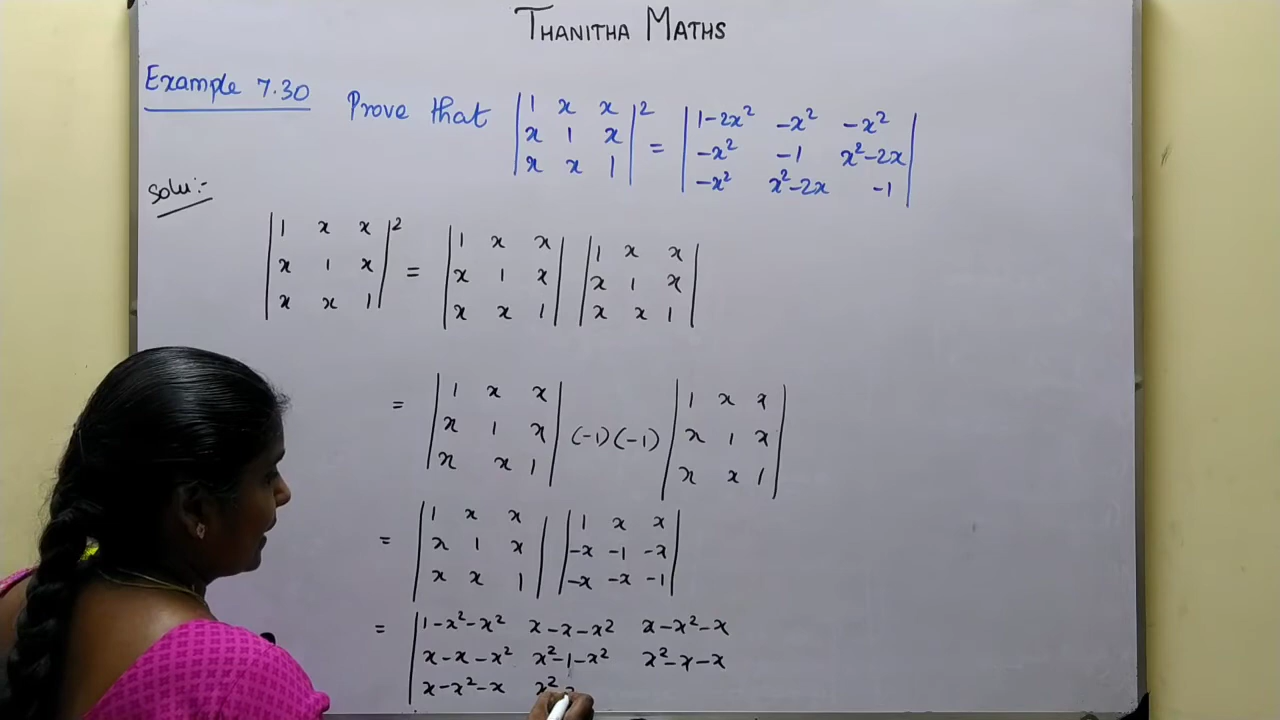 THANITHA MATHS
Example 7.30 Prove that | 1 x x |² = | 1-2x² -x² -x² |
| x 1 x | | -x² -1 x²-2x |
| x x 1 | | -x² x²-2x -1 |
Solu:-
| 1 x x |² = | 1 x x | | 1 x x |
| x 1 x | | x 1 x | | x 1 x |
| x x 1 | | x x 1 | | x x 1 |
= | 1 x x | (-1)(-1) | 1 x x |
| x 1 x | | x 1 x |
| x x 1 | | x x 1 |
= | 1 x x | | 1 x x |
| x 1 x | | -x -1 -x |
| x x 1 | | -x -x -1 |
= | 1-x²-x² x-x-x² x-x²-x
| x-x-x² x²-1-x² x²-x-x
| x-x²-x x²